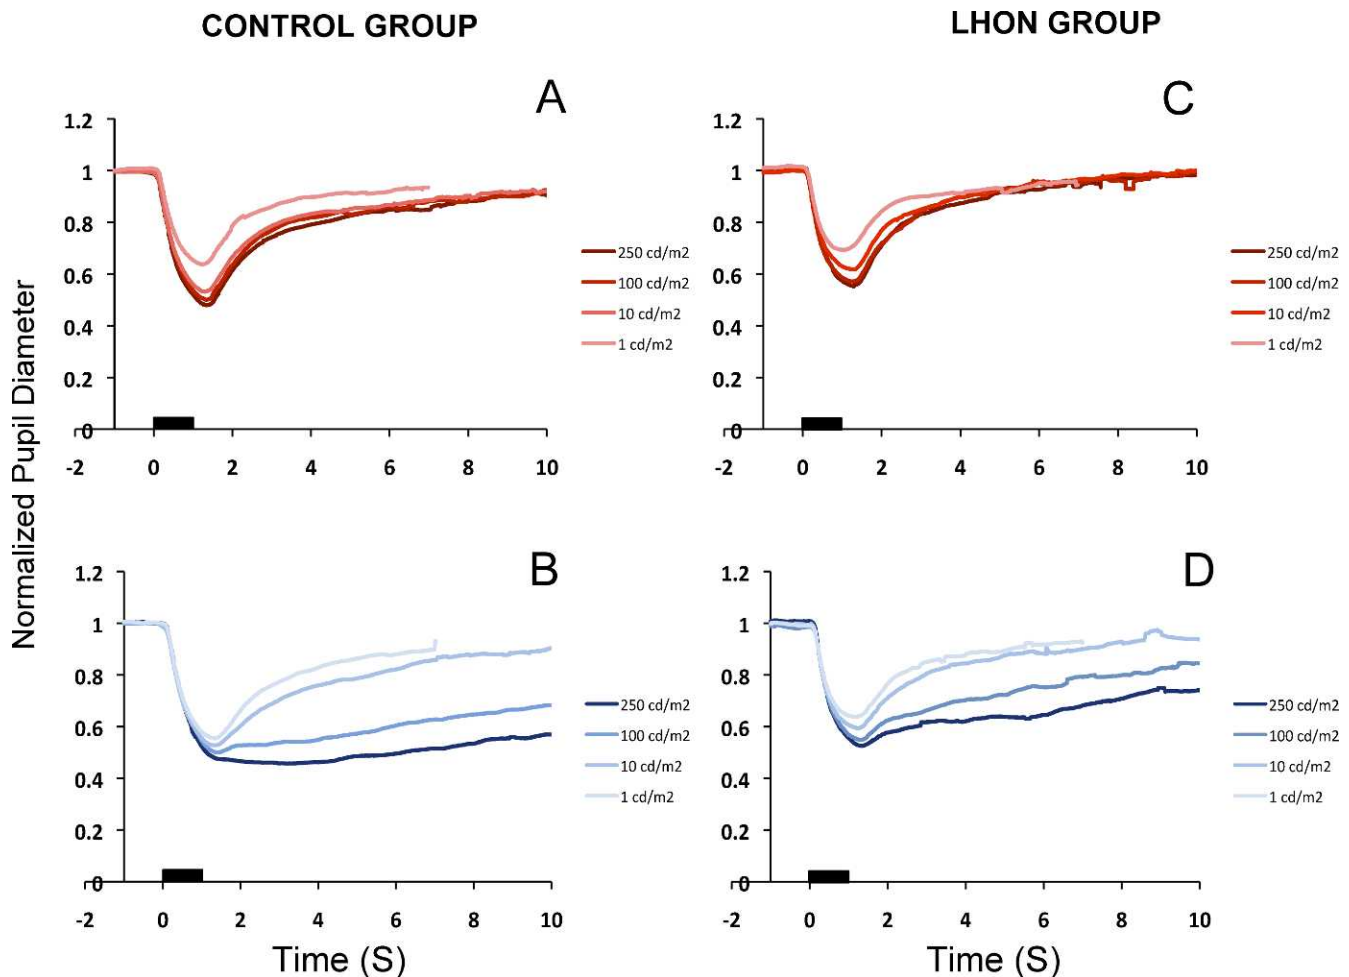 CONTROL GROUP
LHON GROUP
Normalized Pupil Diameter
A
1.2
1
0.8
0.6
0.4
0.2
0
-2 0 2 4 6 8 10
250 cd/m2
100 cd/m2
10 cd/m2
1 cd/m2
C
1.2
1
0.8
0.6
0.4
0.2
0
-2 0 2 4 6 8 10
250 cd/m2
100 cd/m2
10 cd/m2
1 cd/m2
B
1.2
1
0.8
0.6
0.4
0.2
0
-2 0 2 4 6 8 10
Time (S)
250 cd/m2
100 cd/m2
10 cd/m2
1 cd/m2
D
1.2
1
0.8
0.6
0.4
0.2
0
-2 0 2 4 6 8 10
Time (S)
250 cd/m2
100 cd/m2
10 cd/m2
1 cd/m2